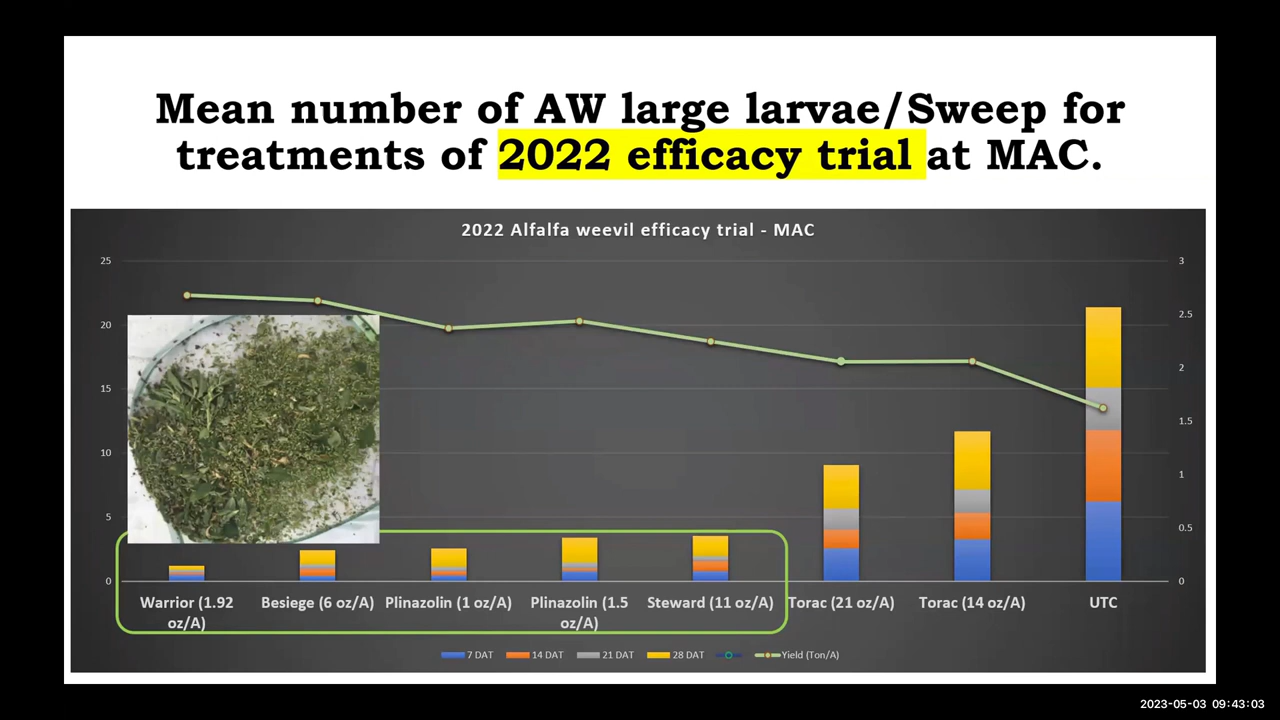 Mean number of AW large larvae/Sweep for
treatments of 2022 efficacy trial at MAC.
2022 Alfalfa weevil efficacy trial - MAC
25
20
15
10
5
0
3
2.5
2
1.5
1
0.5
0
Warrior (1.92
oz/A)
Besiege (6 oz/A)
Plinazolin (1 oz/A)
Plinazolin (1.5
oz/A)
Steward (11 oz/A)
Torac (21 oz/A)
Torac (14 oz/A)
UTC
7 DAT
14 DAT
21 DAT
28 DAT
Yield (Ton/A)
2023-05-03 09:43:03